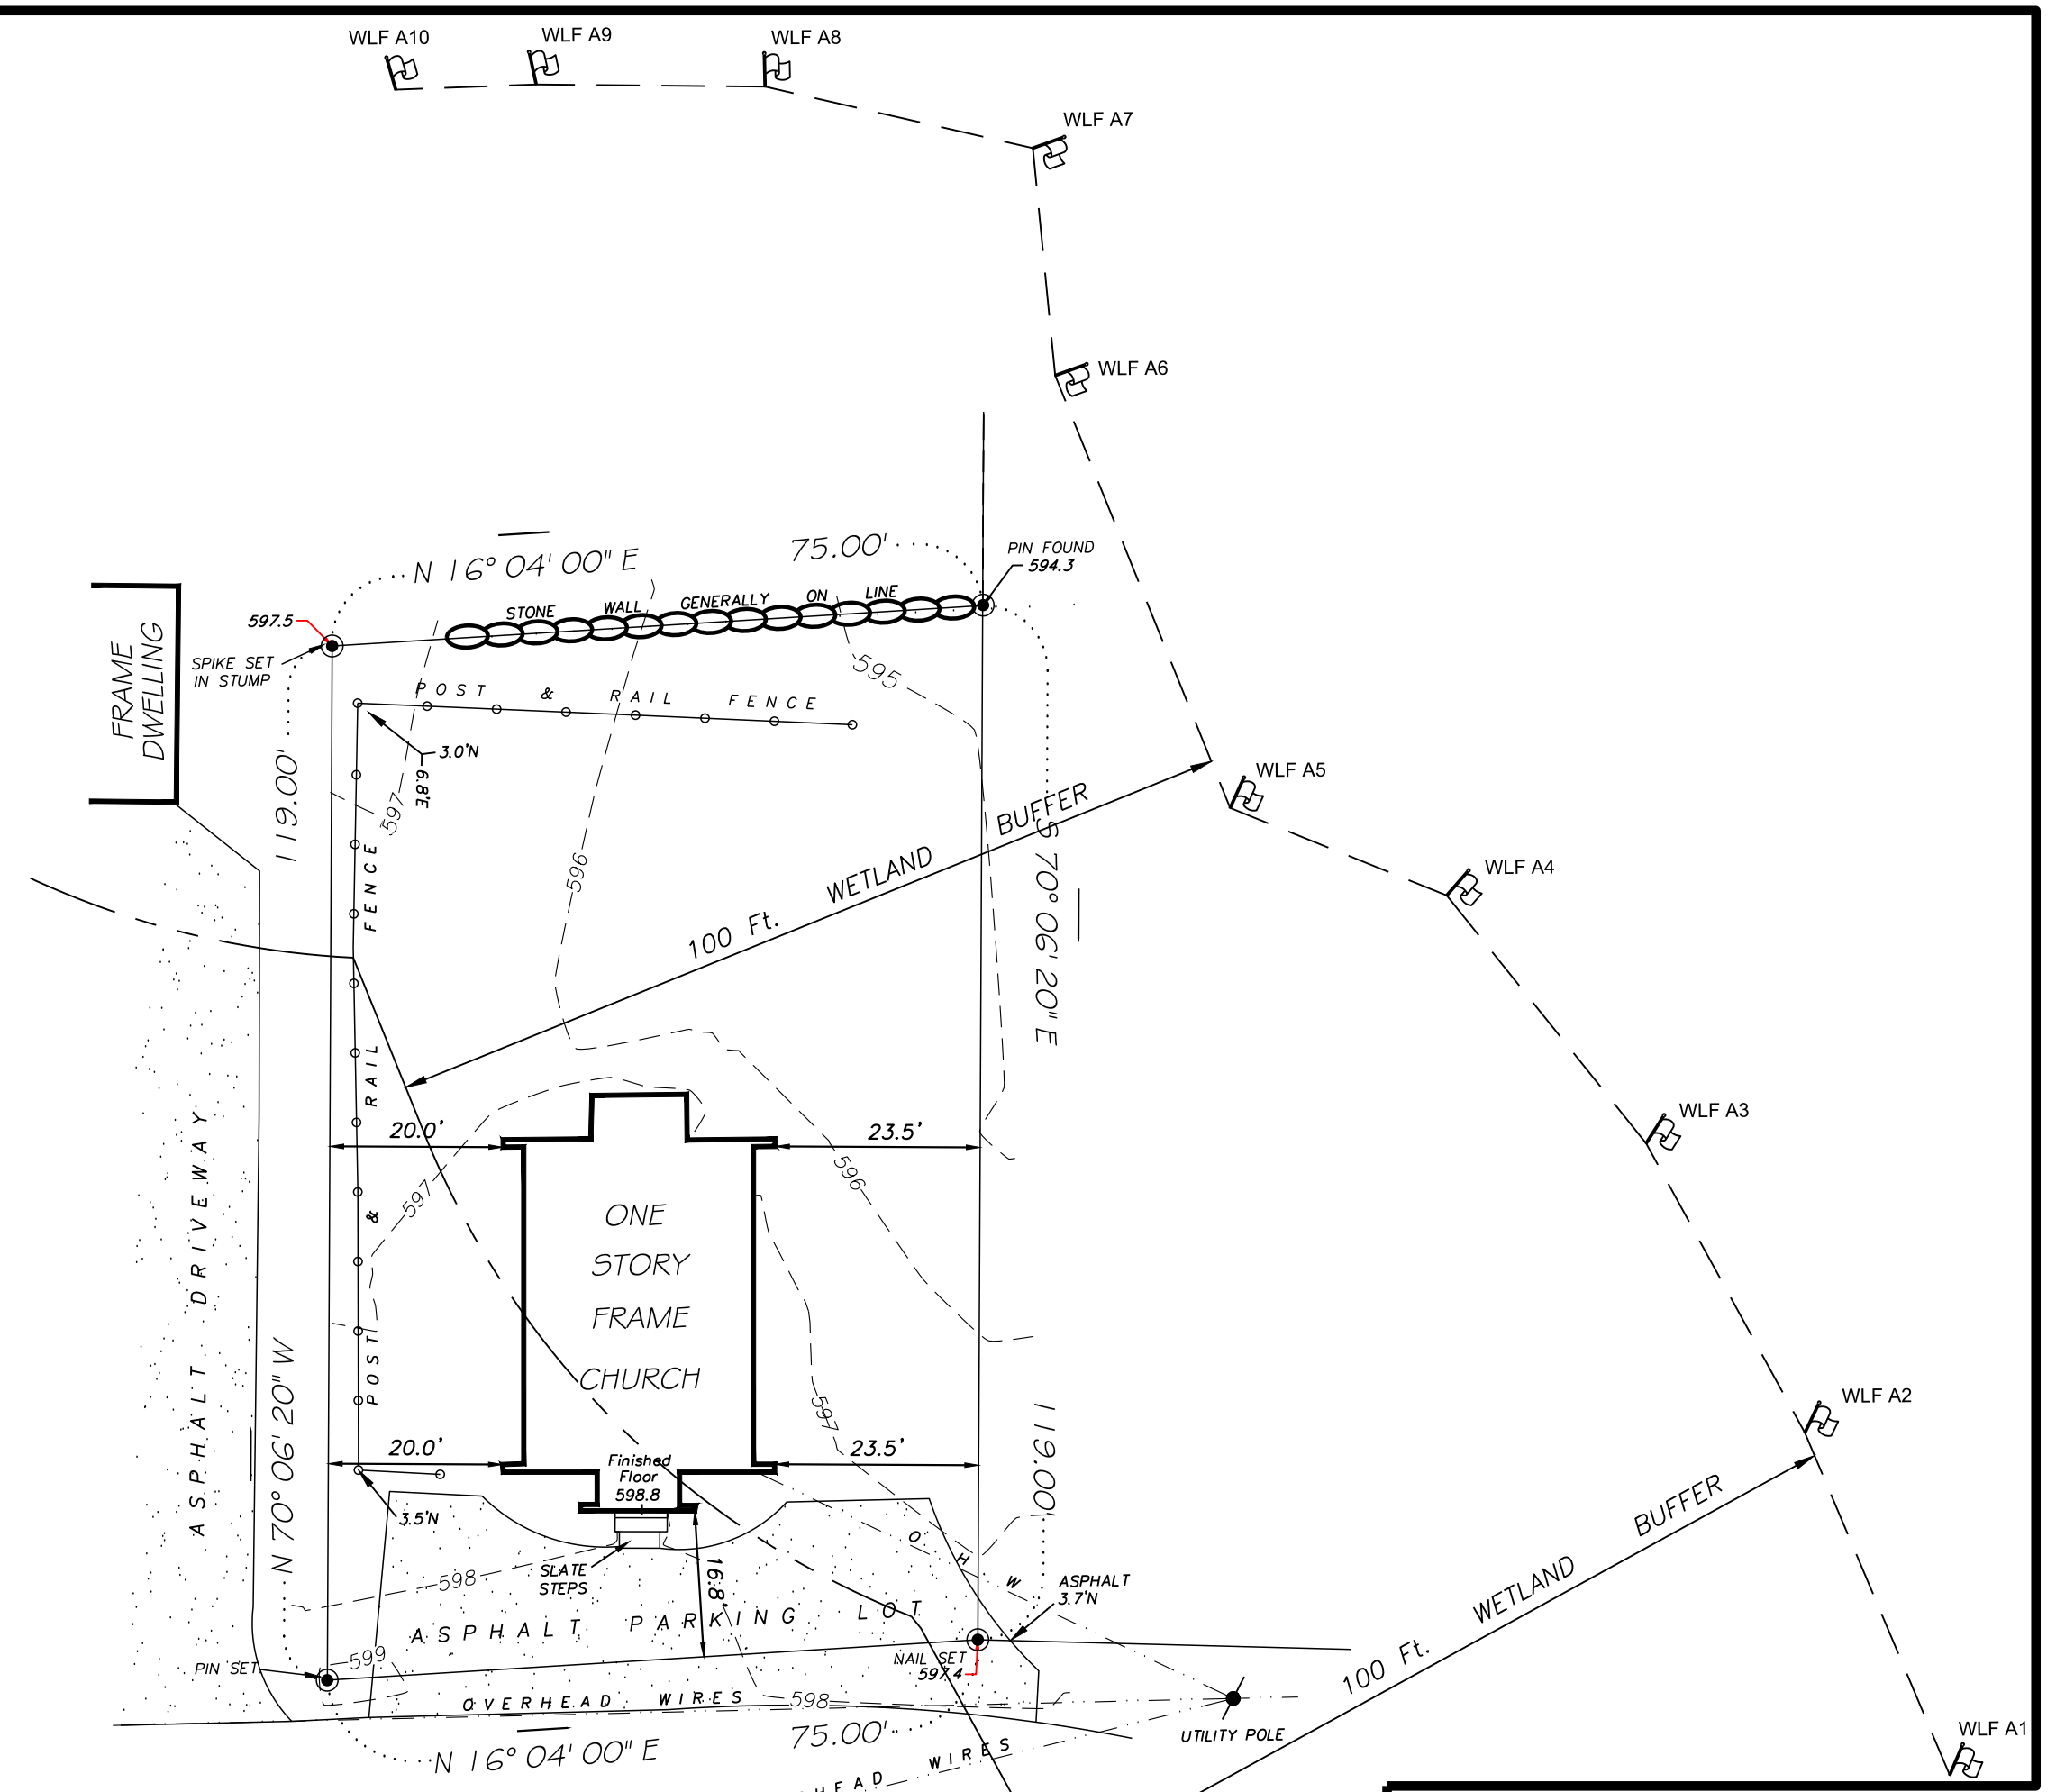 WLF A10
WLF A9
WLF A8
WLF A7
WLF A6
N 16° 04' 00" E
75.00'
PIN FOUND
594.3
STONE WALL GENERALLY ON LINE
597.5
SPIKE SET
IN STUMP
FRAME
DWELLING
595
POST & RAIL FENCE
3.0'N
6.8'E
119.00'
597
596
WLF A5
100 Ft. WETLAND BUFFER
S 70° 06' 20" E
WLF A4
POST & RAIL FENCE
ASPHALT DRIVEWAY
WLF A3
20.0'
23.5'
597
596
ONE
STORY
FRAME
CHURCH
N 70° 06' 20" W
597
WLF A2
20.0'
23.5'
119.00'
Finished
Floor
598.8
3.5'N
SLATE
STEPS
598
16.8'
O H W
ASPHALT
3.7'N
ASPHALT PARKING LOT
100 Ft. WETLAND BUFFER
PIN SET
599
NAIL SET
597.4
OVERHEAD WIRES
598
UTILITY POLE
N 16° 04' 00" E
75.00'
HEAD WIRES
WLF A1